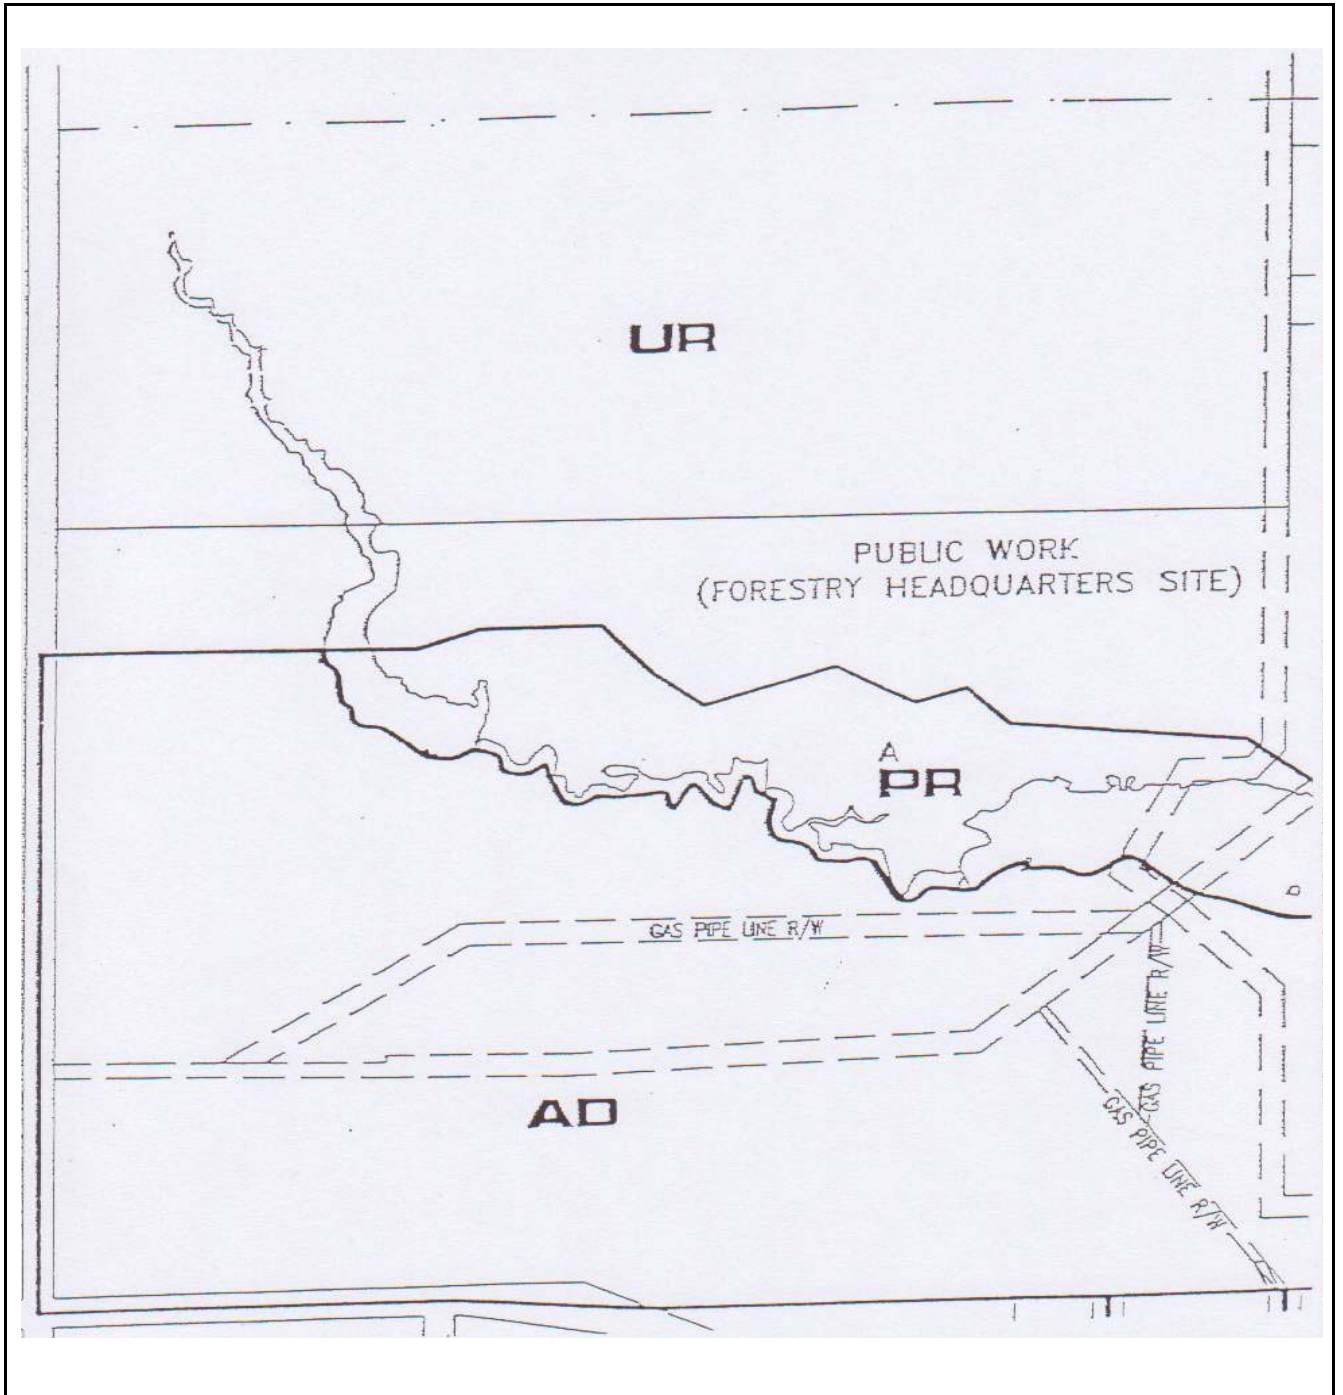 UR
PUBLIC WORK
(FORESTRY HEADQUARTERS SITE)
A
PR
GAS PIPE LINE R/W
GAS PIPE LINE R/W
GAS PIPE LINE R/W
AD